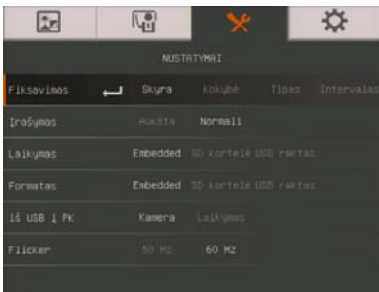 NUSTATYMAI
Fiksavimas Skyra Kokybė Tipas Intervalas
Įrašymas Aukšta Normali
Laikymas Embedded SD kortelė USB raktas
Formatas Embedded SD kortelė USB raktas
iš USB į PK Kamera Laikymas
Flicker 50 HZ 60 HZ